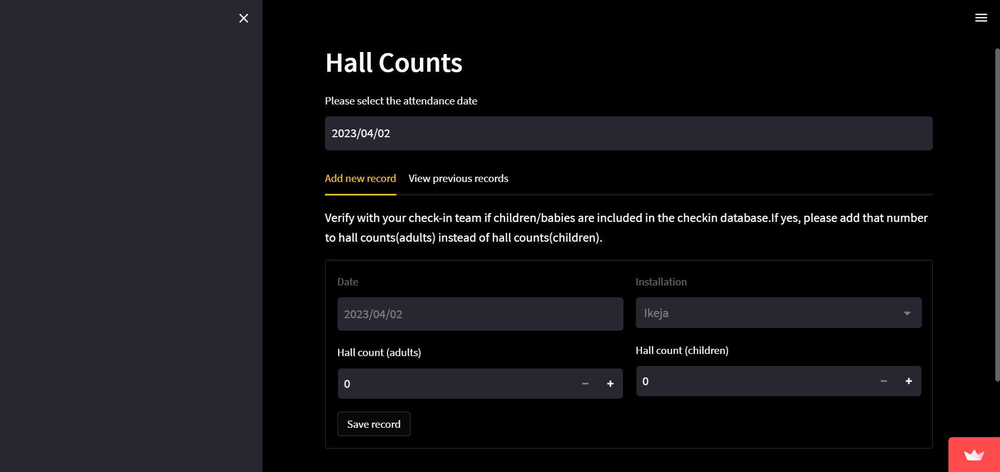 Hall Counts
Please select the attendance date
2023/04/02
Add new record View previous records
Verify with your check-in team if children/babies are included in the checkin database.If yes, please add that number
to hall counts(adults) instead of hall counts(children).
Date Installation
2023/04/02 Ikeja
Hall count (adults) Hall count (children)
0 0
Save record